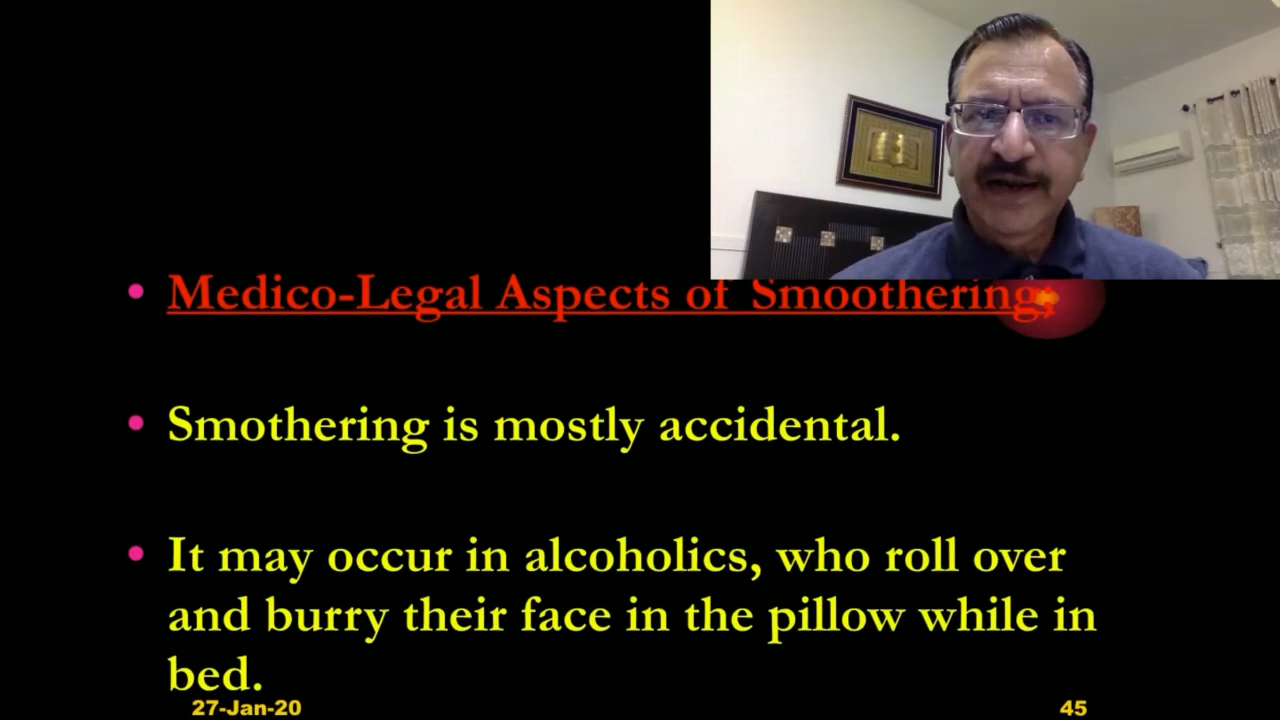 • Medico-Legal Aspects of Smoothering;
• Smothering is mostly accidental.
• It may occur in alcoholics, who roll over
and burry their face in the pillow while in
bed.
27-Jan-20
45